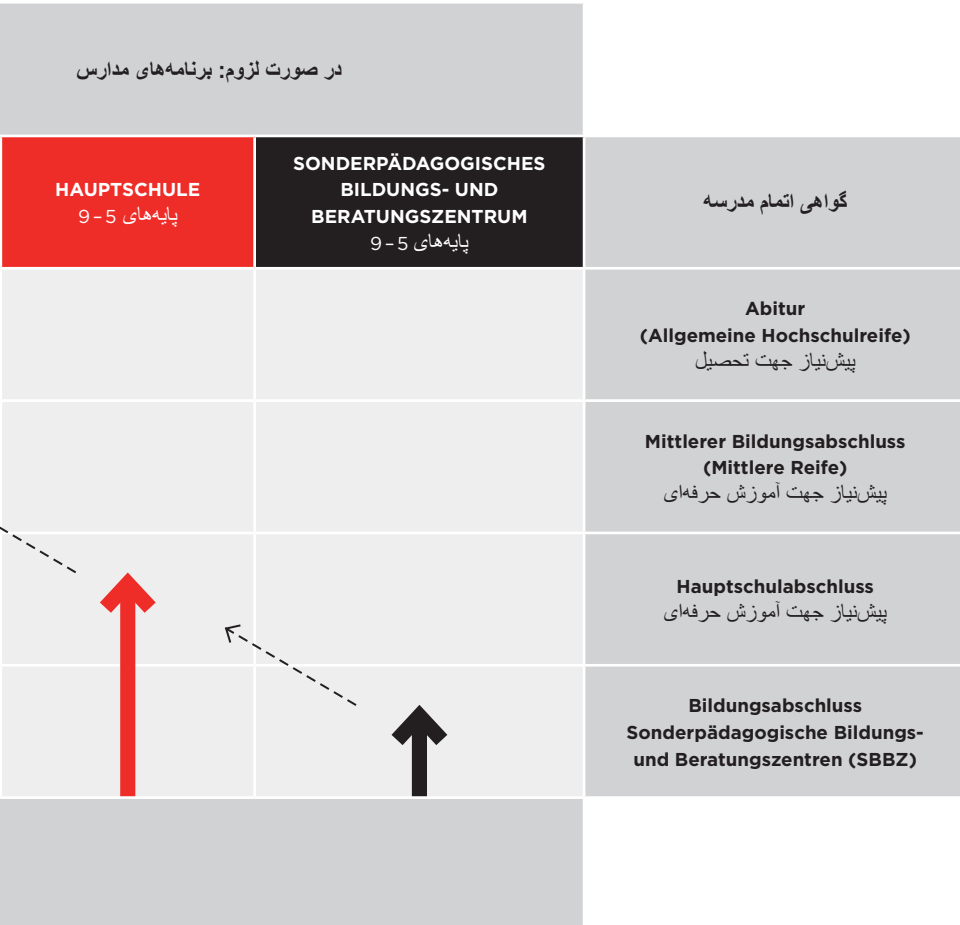 در صورت لزوم: برنامه‌های مدارس
HAUPTSCHULE
پایه‌های 5 - 9
SONDERPÄDAGOGISCHES
BILDUNGS- UND
BERATUNGSZENTRUM
پایه‌های 5 - 9
گواهی اتمام مدرسه
Abitur
(Allgemeine Hochschulreife)
پیش‌نیاز جهت تحصیل
Mittlerer Bildungsabschluss
(Mittlere Reife)
پیش‌نیاز جهت آموزش حرفه‌ای
Hauptschulabschluss
پیش‌نیاز جهت آموزش حرفه‌ای
Bildungsabschluss
Sonderpädagogische Bildungs-
und Beratungszentren (SBBZ)